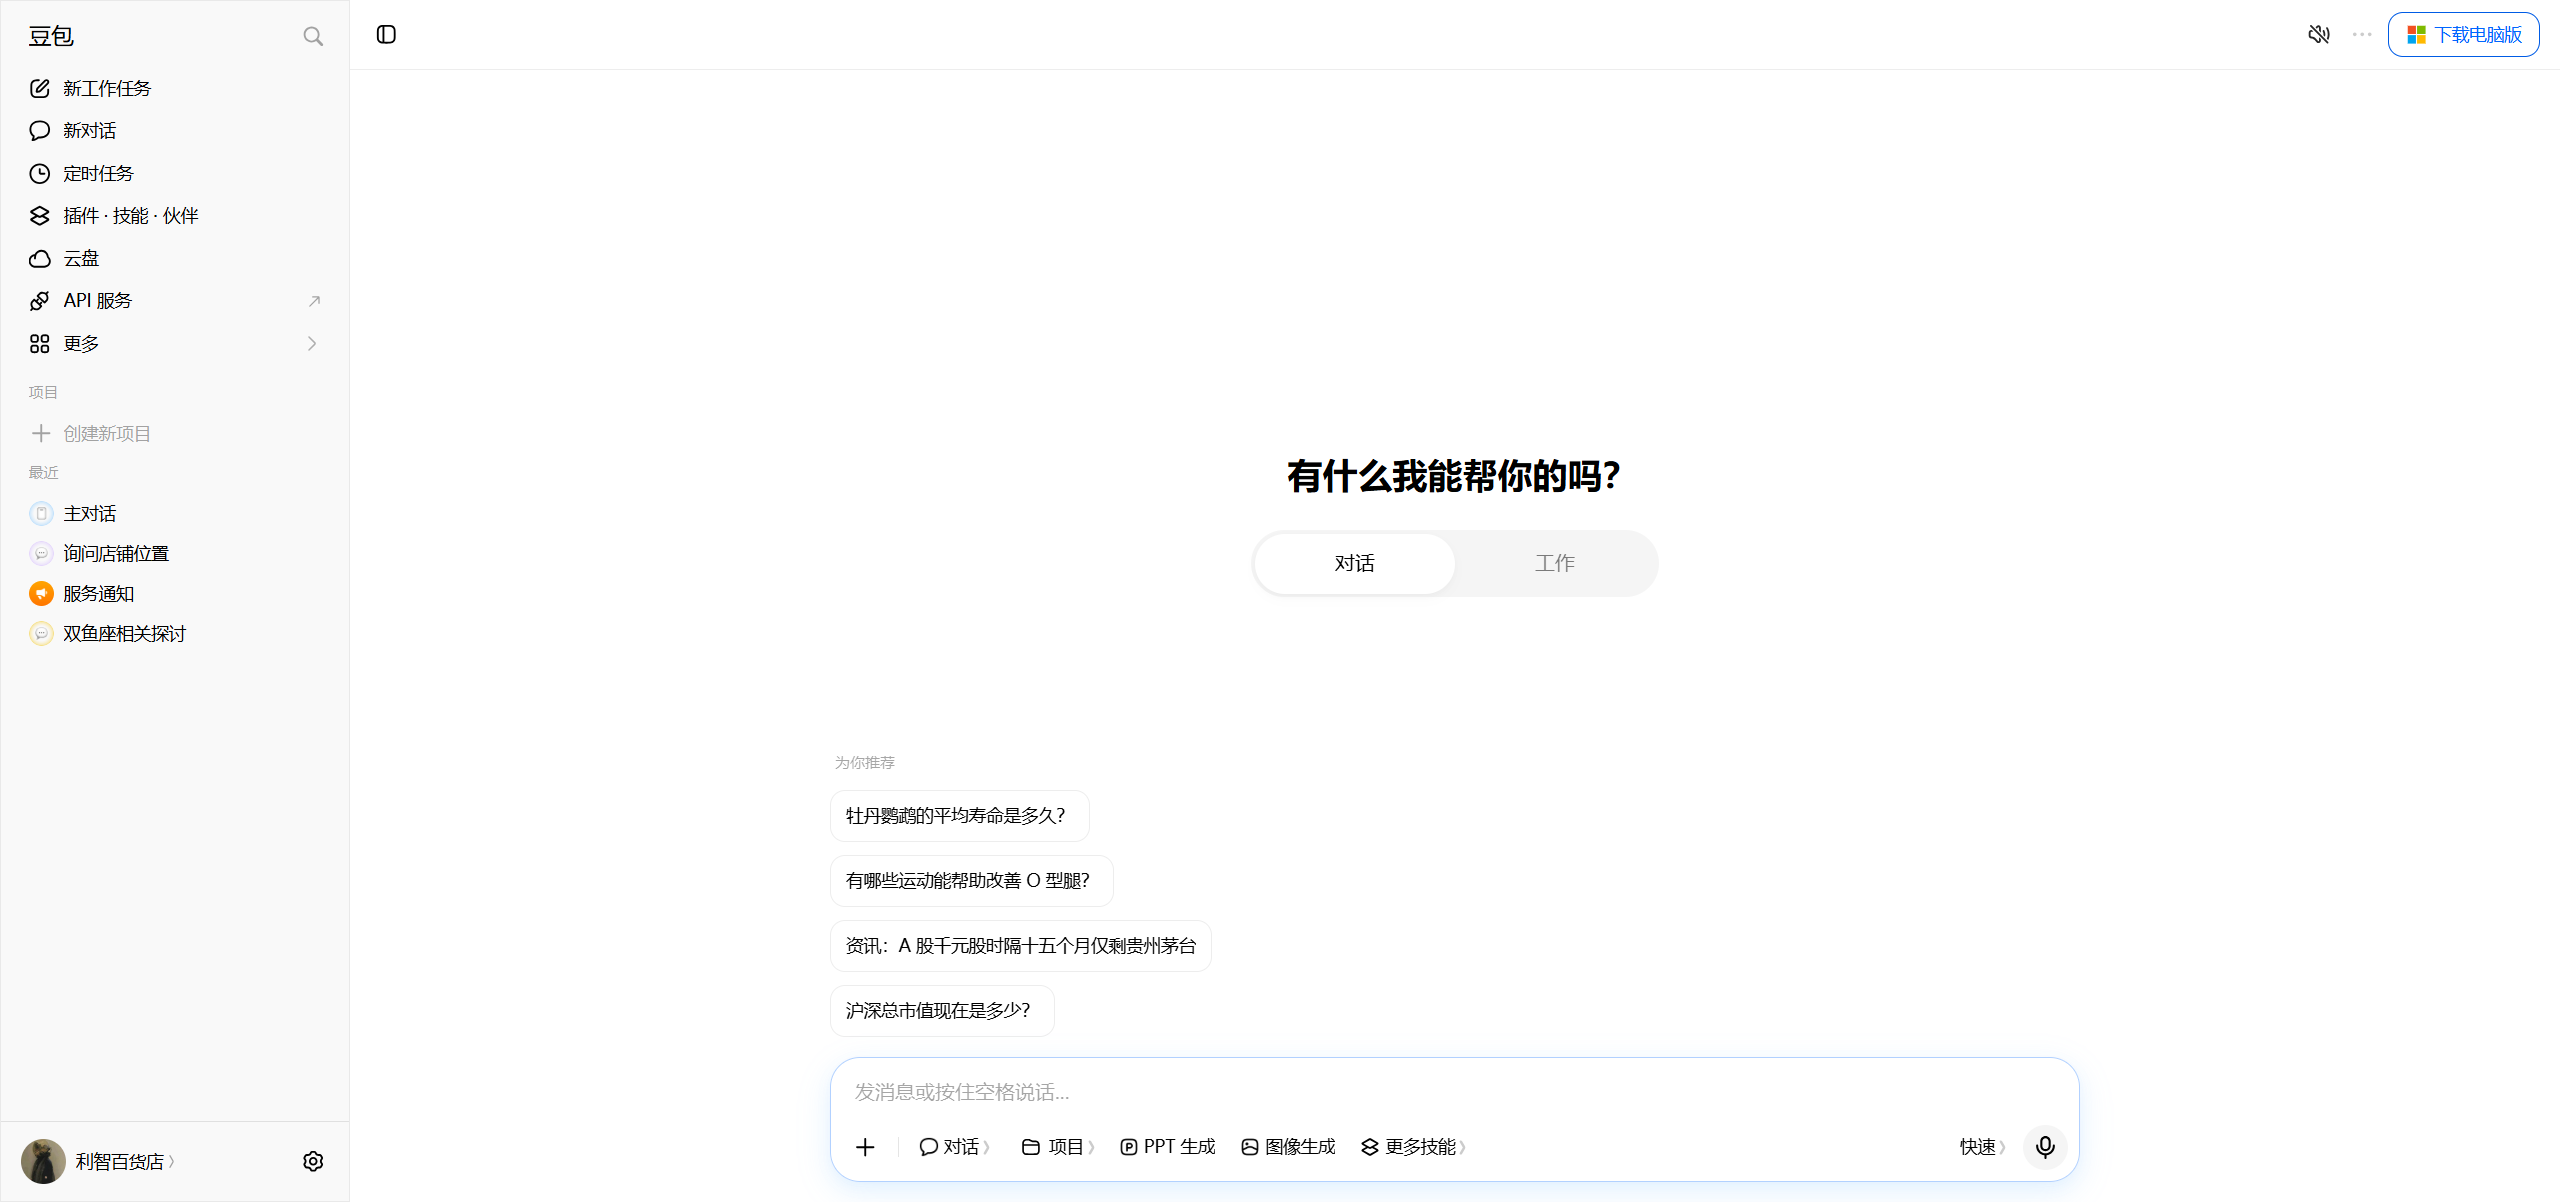 豆包
新工作任务
新对话
定时任务
插件 · 技能 · 伙伴
云盘
API 服务
更多
项目
创建新项目
最近
主对话
询问店铺位置
服务通知
双鱼座相关探讨
利智百货店
下载电脑版
有什么我能帮你的吗？
对话 工作
为你推荐
牡丹鹦鹉的平均寿命是多久？
有哪些运动能帮助改善 O 型腿？
资讯：A 股千元股时隔十五个月仅剩贵州茅台
沪深总市值现在是多少？
发消息或按住空格说话...
对话 项目 PPT 生成 图像生成 更多技能 快速